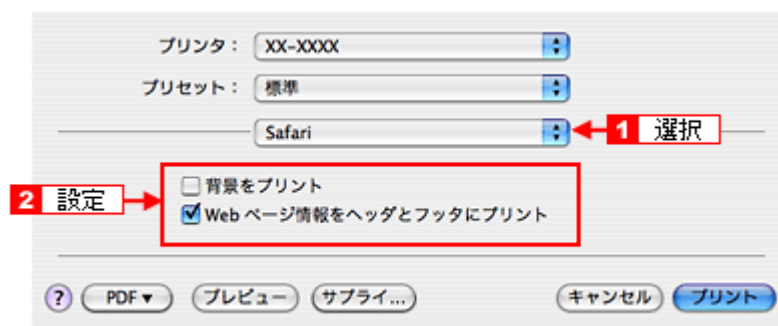 プリンタ： XX-XXXX
プリセット： 標準
Safari 1 選択
2 設定
背景をプリント
Web ページ情報をヘッダとフッタにプリント
? PDF▼ プレビュー サプライ... キャンセル プリント